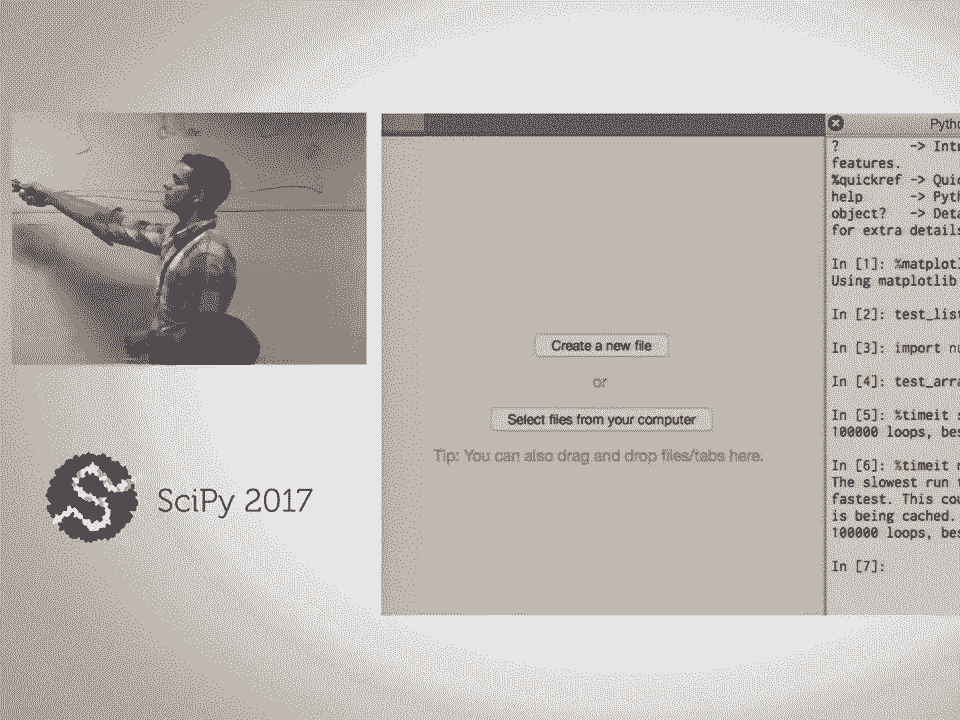 Create a new file
or
Select files from your computer
Tip: You can also drag and drop files/tabs here.
SciPy 2017
Pytho
? -> Intr
features.
%quickref -> Quic
help -> Pyth
object? -> Deta
for extra details
In [1]: %matplotl
Using matplotlib
In [2]: test_list
In [3]: import nu
In [4]: test_arra
In [5]: %timeit s
100000 loops, bes
In [6]: %timeit n
The slowest run t
fastest. This cou
is being cached.
100000 loops, bes
In [7]: